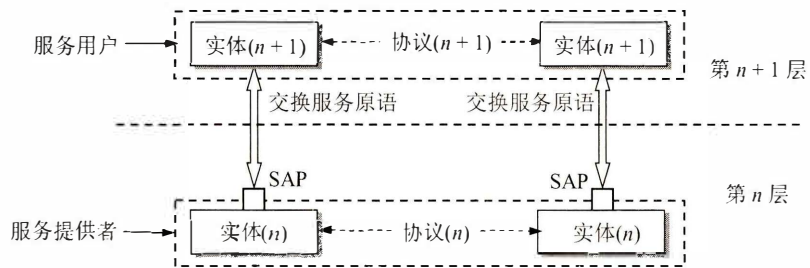 服务用户 实体(n + 1) 协议(n + 1) 实体(n + 1)
第 n + 1 层
交换服务原语 交换服务原语
SAP SAP
第 n 层
服务提供者 实体(n) 协议(n) 实体(n)